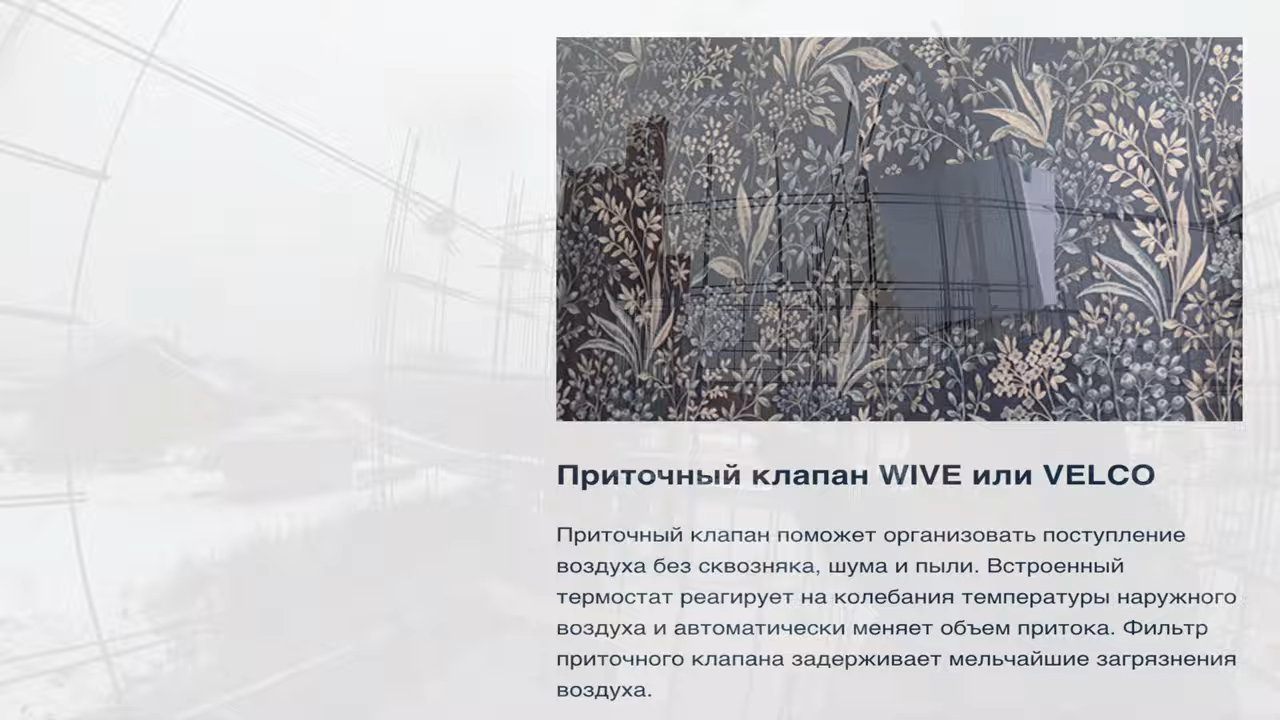 Приточный клапан WIVE или VELCO
Приточный клапан поможет организовать поступление
воздуха без сквозняка, шума и пыли. Встроенный
термостат реагирует на колебания температуры наружного
воздуха и автоматически меняет объем притока. Фильтр
приточного клапана задерживает мельчайшие загрязнения
воздуха.